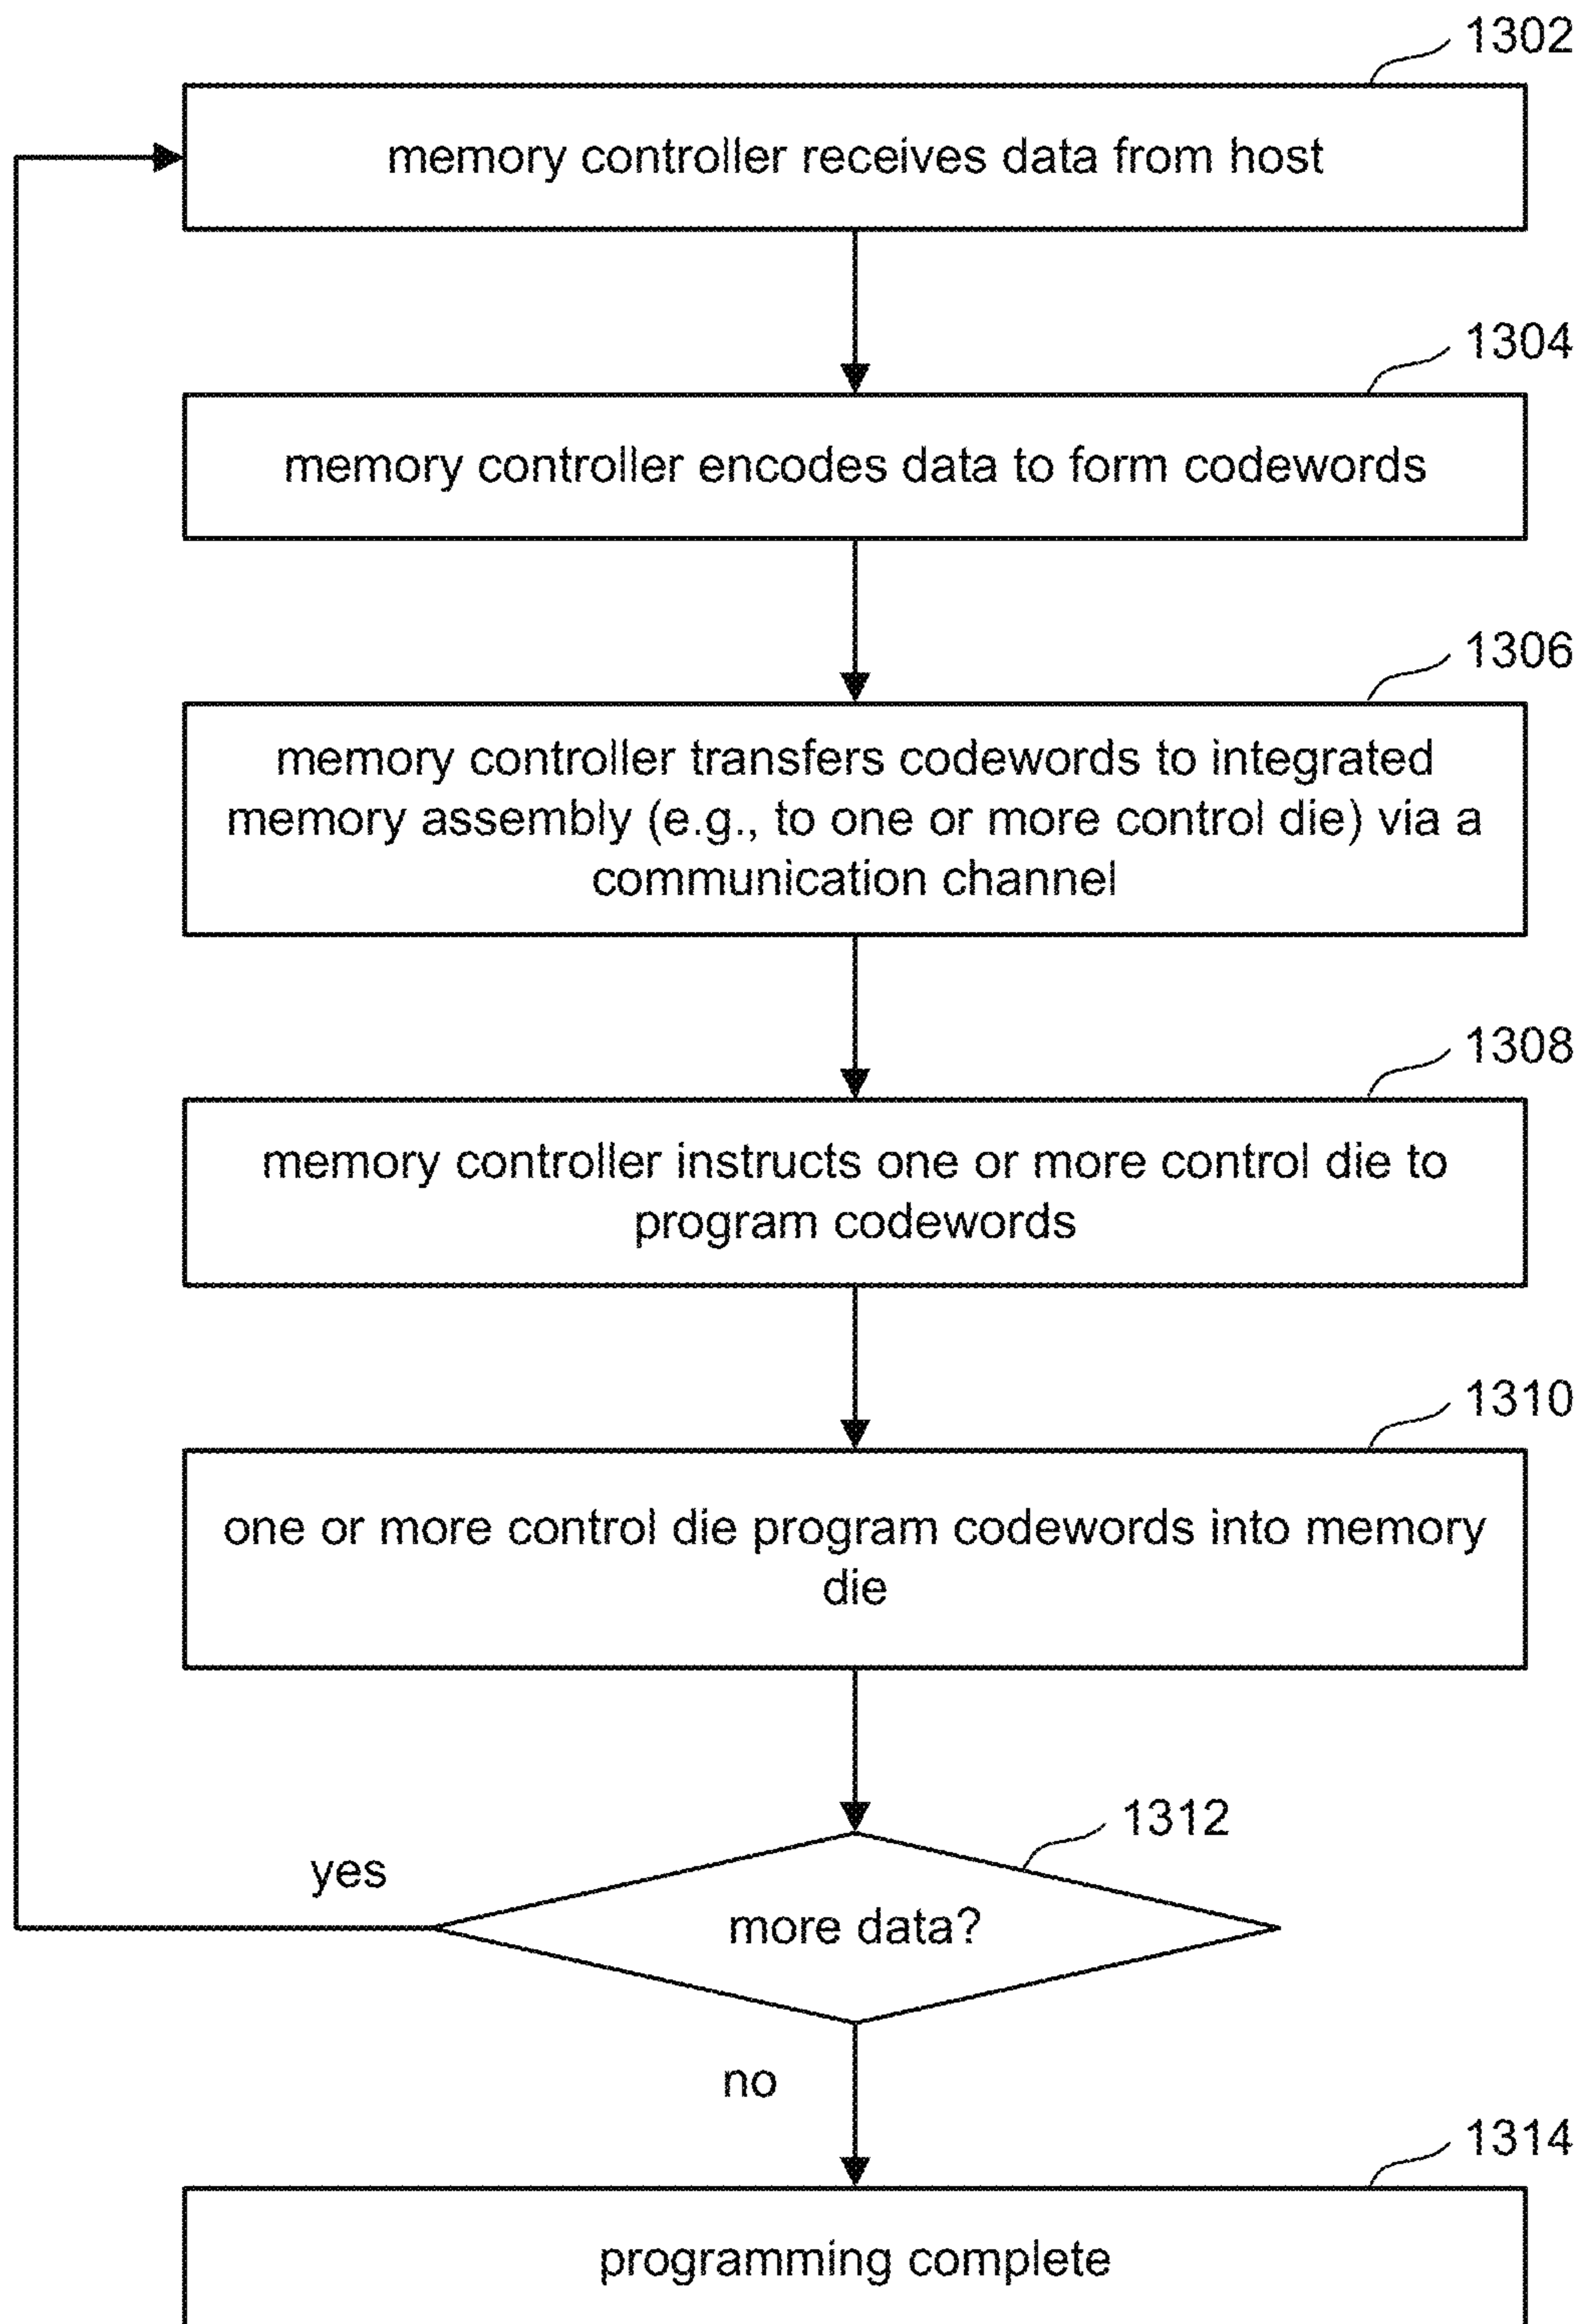 1302
memory controller receives data from host
1304
memory controller encodes data to form codewords
1306
memory controller transfers codewords to integrated
memory assembly (e.g., to one or more control die) via a
communication channel
1308
memory controller instructs one or more control die to
program codewords
1310
one or more control die program codewords into memory
die
1312
yes
more data?
no
1314
programming complete